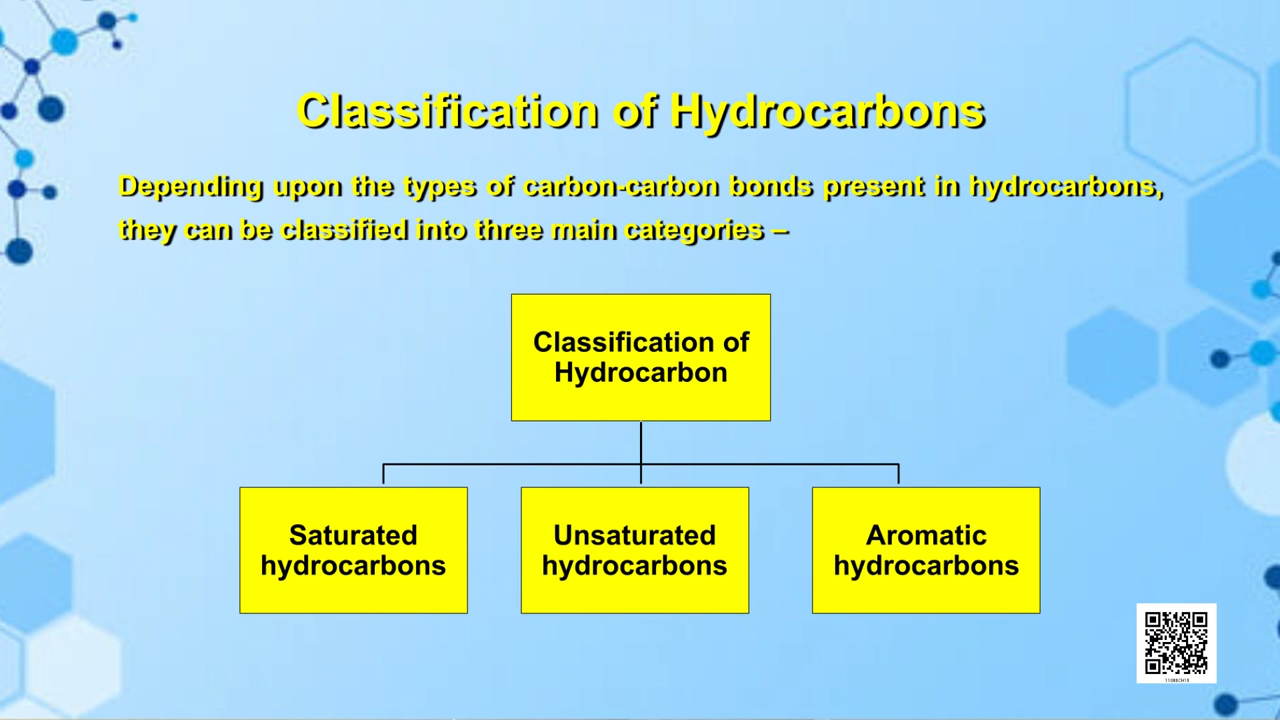 Classification of Hydrocarbons
Depending upon the types of carbon-carbon bonds present in hydrocarbons,
they can be classified into three main categories –
Classification of
Hydrocarbon
Saturated
hydrocarbons
Unsaturated
hydrocarbons
Aromatic
hydrocarbons